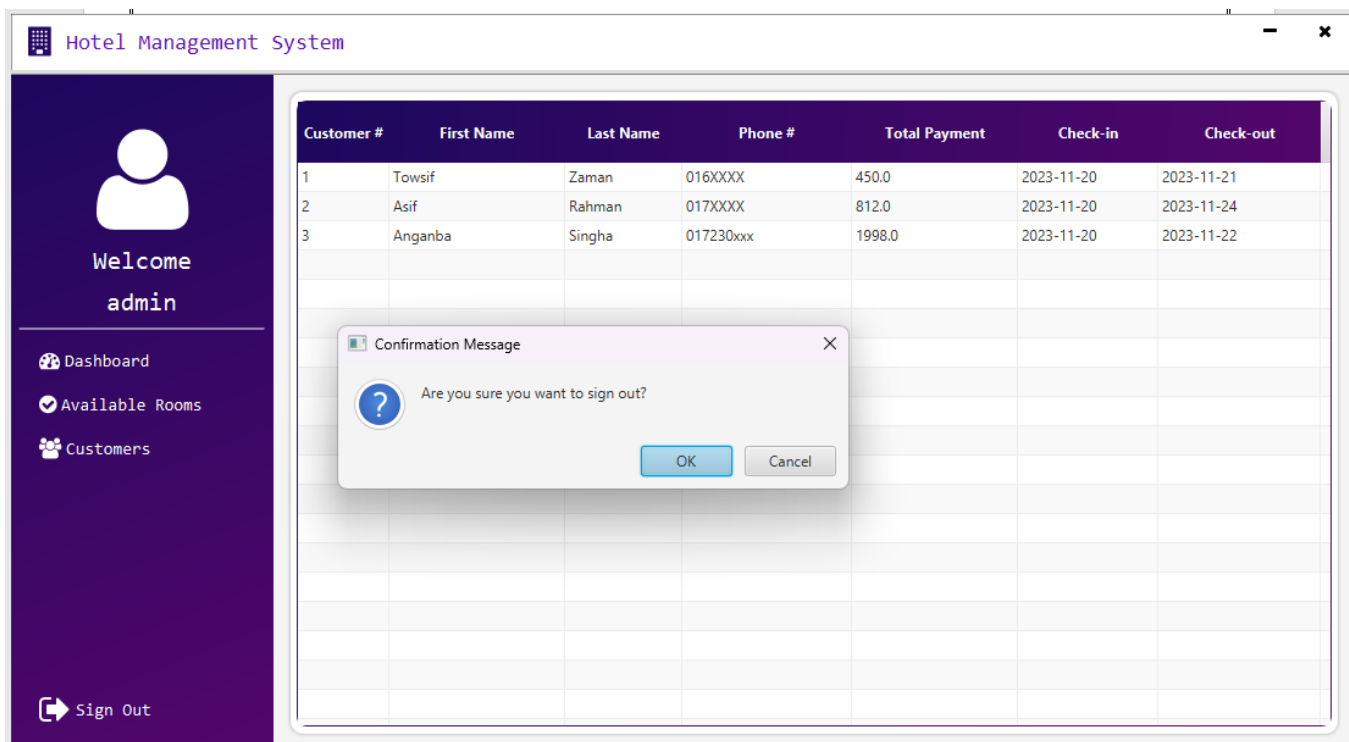 Hotel Management System
Welcome
admin
Dashboard
Available Rooms
Customers
Sign Out
Customer # First Name Last Name Phone # Total Payment Check-in Check-out
1 Towsif Zaman 016XXXX 450.0 2023-11-20 2023-11-21
2 Asif Rahman 017XXXX 812.0 2023-11-20 2023-11-24
3 Anganba Singha 017230xxx 1998.0 2023-11-20 2023-11-22
Confirmation Message
Are you sure you want to sign out?
OK Cancel